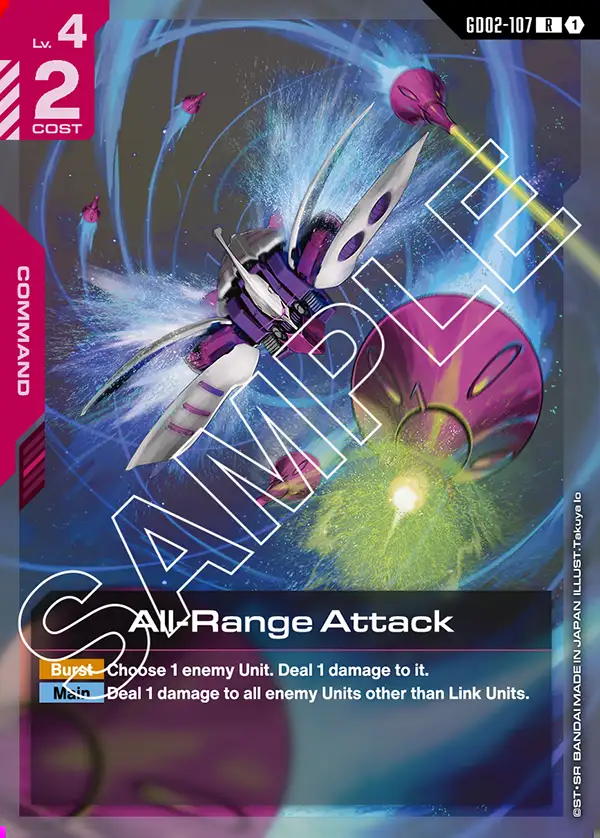 Lv. 4
2
COST
GD02-107 R 1
COMMAND
SAMPLE
All-Range Attack
Burst Choose 1 enemy Unit. Deal 1 damage to it.
Main Deal 1 damage to all enemy Units other than Link Units.
©ST・SR BANDAI MADE IN JAPAN ILLUST.Takuya Io